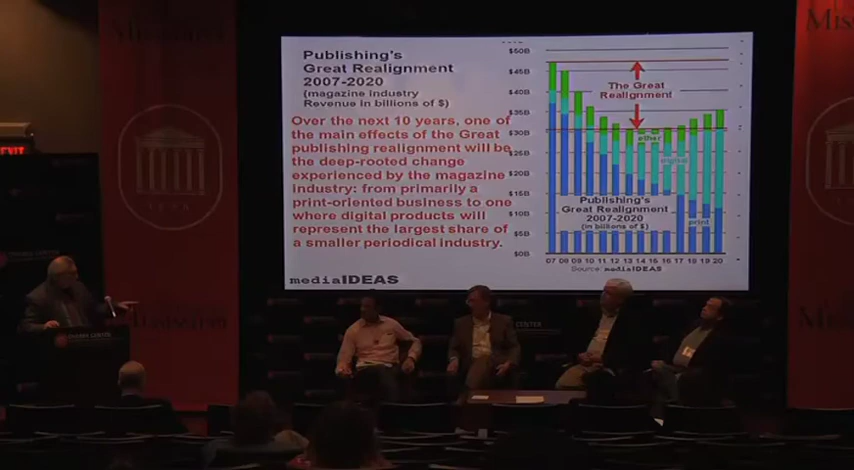 Publishing's
Great Realignment
2007-2020
(magazine industry
Revenue in billions of $)
Over the next 10 years, one of
the main effects of the Great
publishing realignment will be
the deep-rooted change
experienced by the magazine
industry: from primarily a
print-oriented business to one
where digital products will
represent the largest share of
a smaller periodical industry.
mediaIDEAS
$50B
$45B
$40B
$35B
$30B
$25B
$20B
$15B
$10B
$5B
$0B
The Great
Realignment
other
digital
print
Publishing's
Great Realignment
2007-2020
(in billions of $)
07 08 09 10 11 12 13 14 15 16 17 18 19 20
Source: mediaIDEAS
EXIT
CENTER